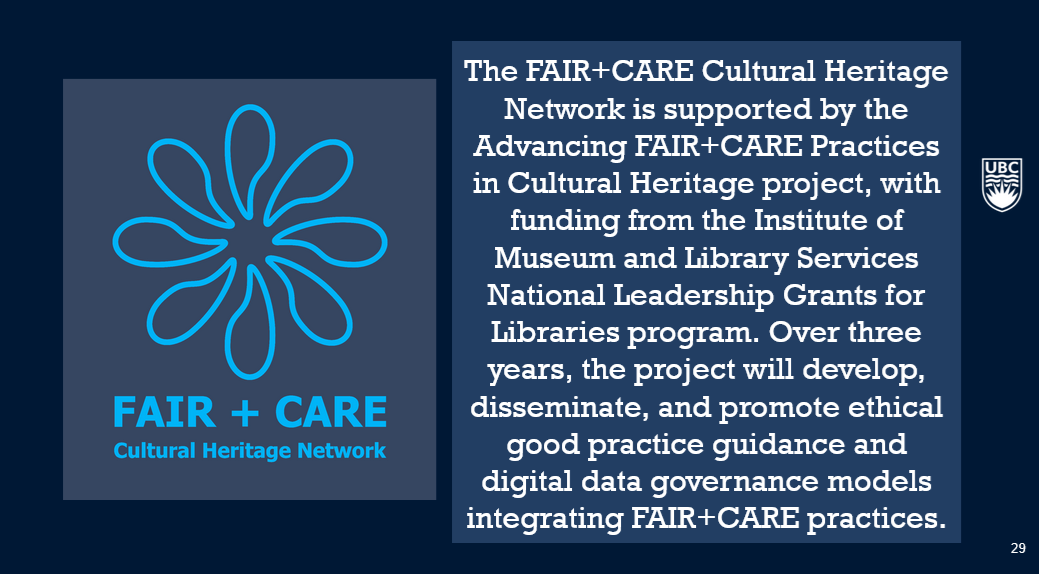 FAIR + CARE
Cultural Heritage Network
The FAIR+CARE Cultural Heritage
Network is supported by the
Advancing FAIR+CARE Practices
in Cultural Heritage project, with
funding from the Institute of
Museum and Library Services
National Leadership Grants for
Libraries program. Over three
years, the project will develop,
disseminate, and promote ethical
good practice guidance and
digital data governance models
integrating FAIR+CARE practices.
UBC
29